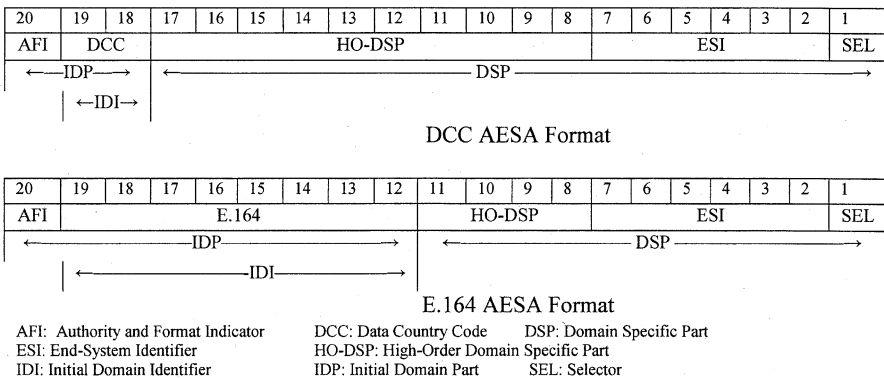 20 19 18 17 16 15 14 13 12 11 10 9 8 7 6 5 4 3 2 1
AFI DCC HO-DSP ESI SEL
IDP DSP
IDI
DCC AESA Format
20 19 18 17 16 15 14 13 12 11 10 9 8 7 6 5 4 3 2 1
AFI E.164 HO-DSP ESI SEL
IDP DSP
IDI
E.164 AESA Format
AFI: Authority and Format Indicator DCC: Data Country Code DSP: Domain Specific Part
ESI: End-System Identifier HO-DSP: High-Order Domain Specific Part
IDI: Initial Domain Identifier IDP: Initial Domain Part SEL: Selector